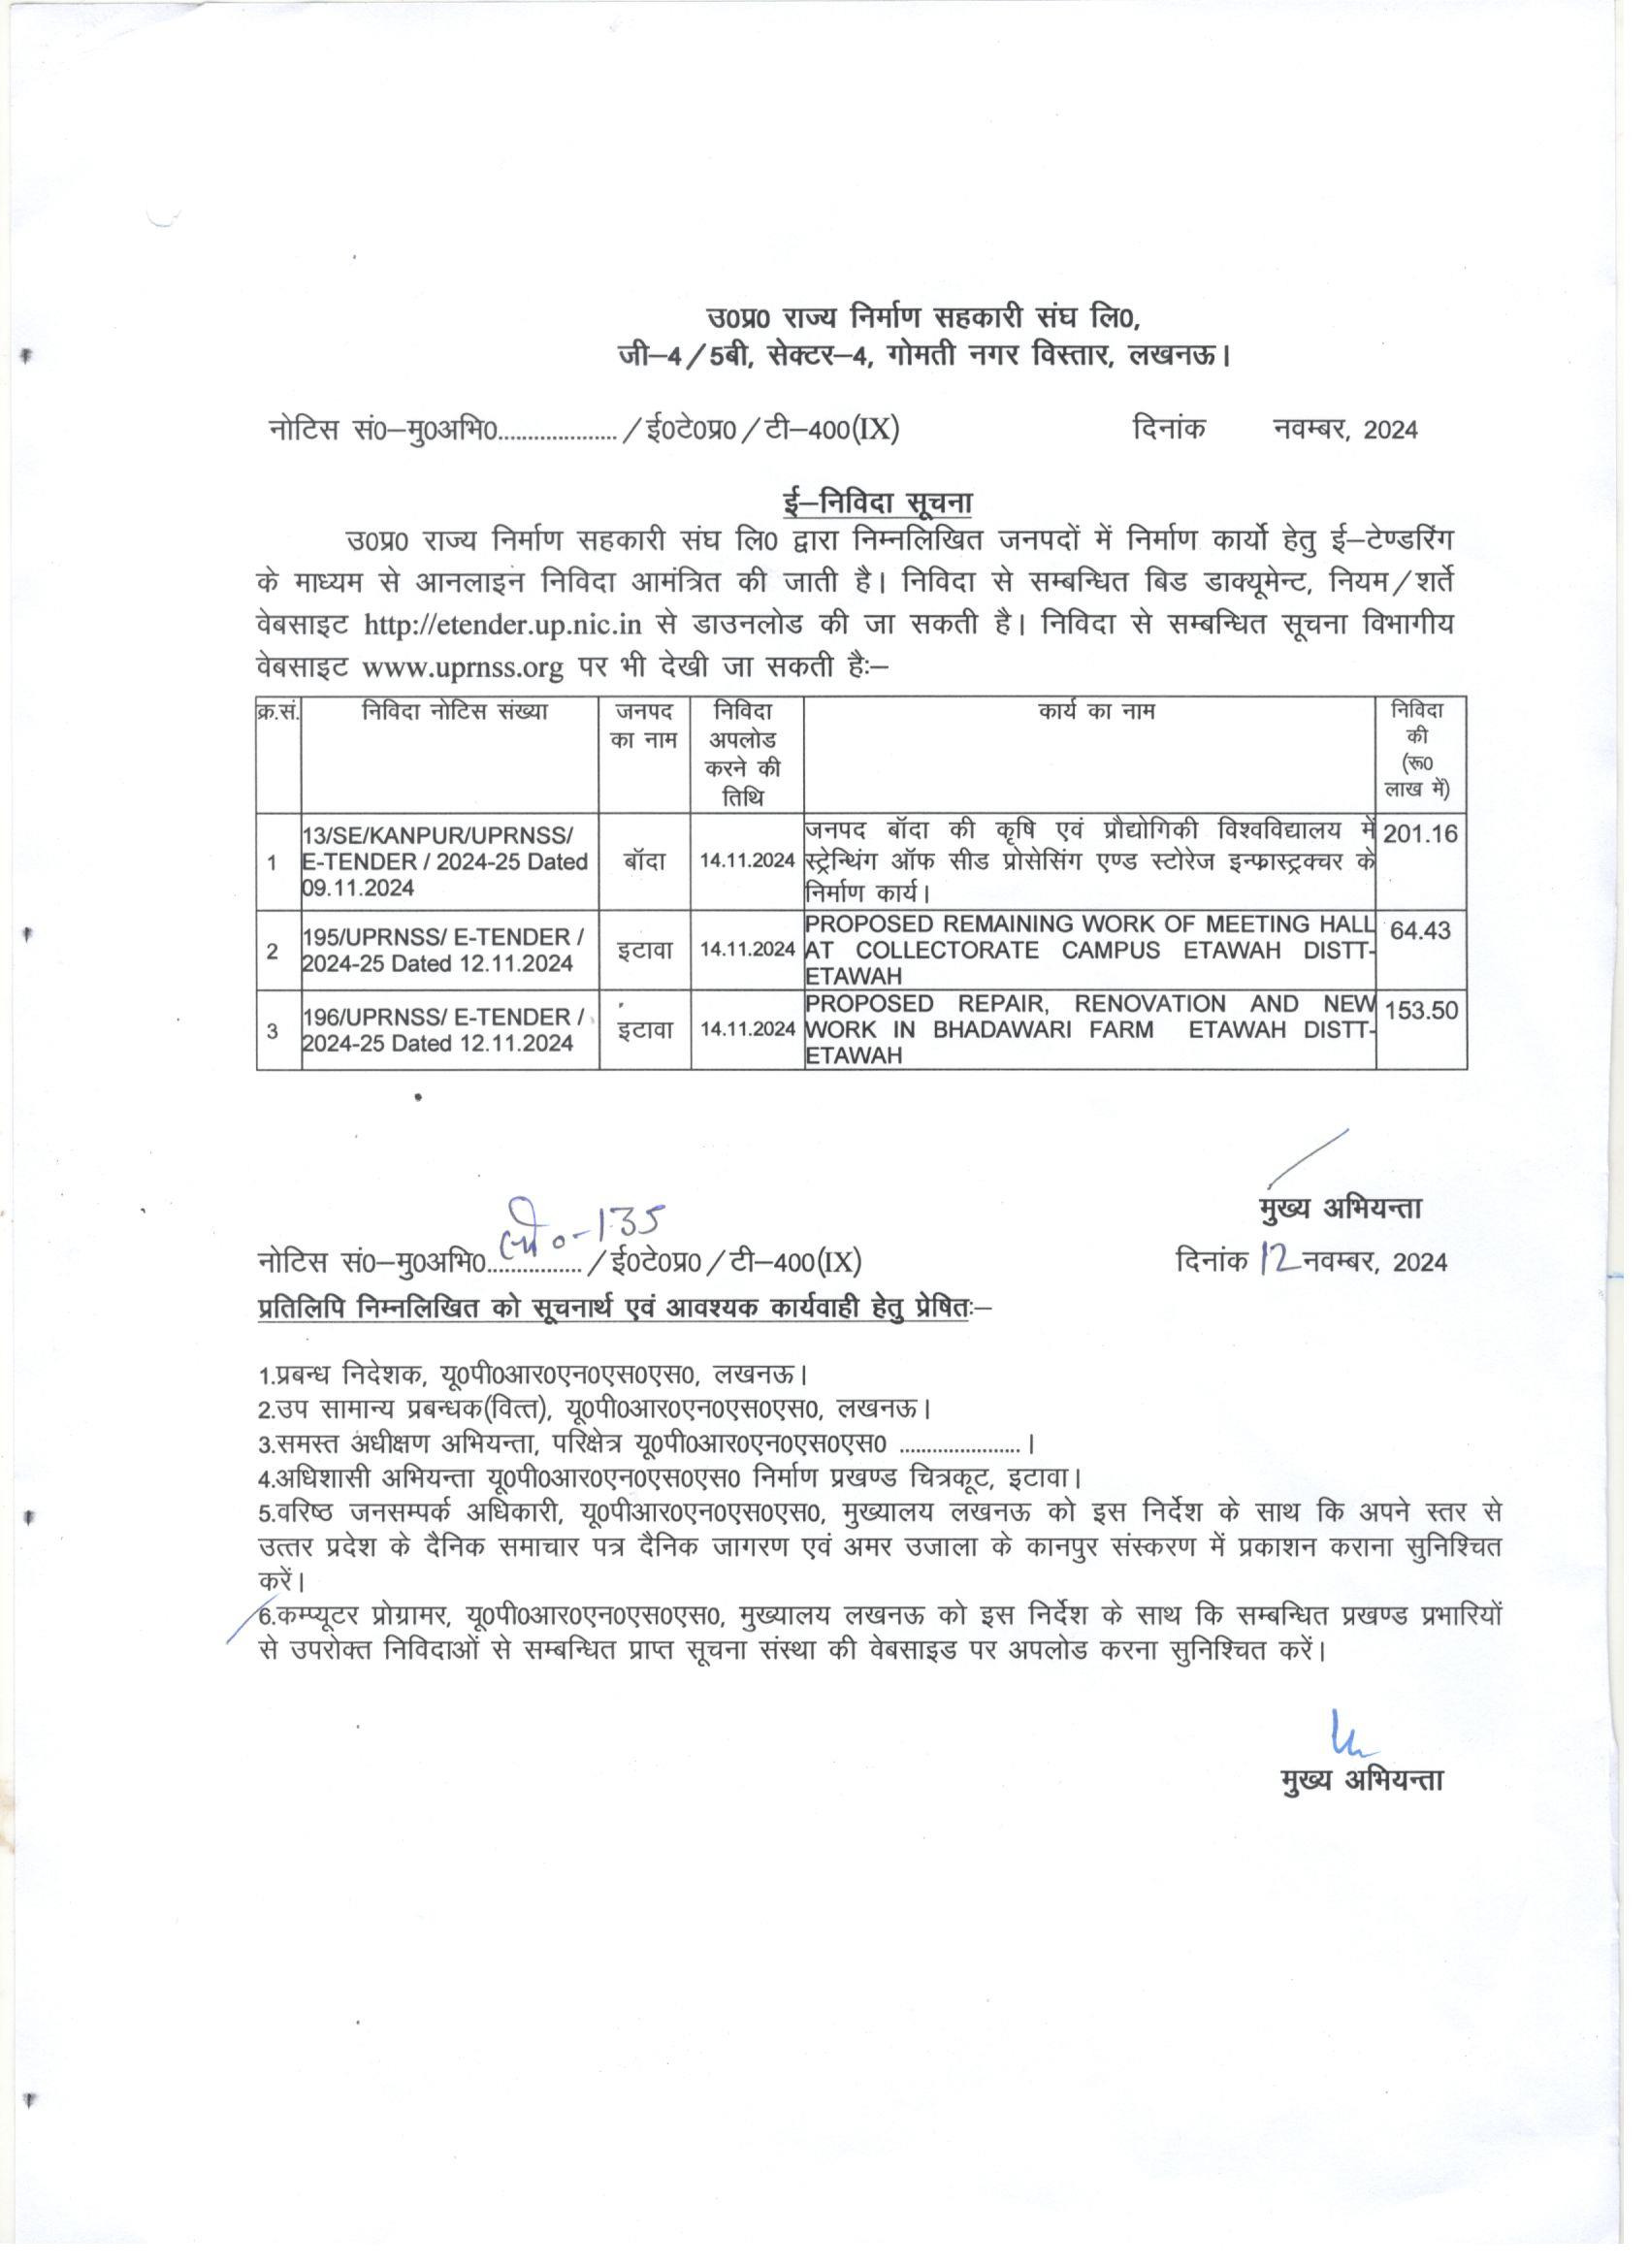 उ0प्र0 राज्य निर्माण सहकारी संघ लि0,
जी–4/5बी, सेक्टर–4, गोमती नगर विस्तार, लखनऊ।
नोटिस सं0–मु0अभि0.................../ई0टे0प्र0/टी–400(IX) दिनांक नवम्बर, 2024
ई–निविदा सूचना
उ0प्र0 राज्य निर्माण सहकारी संघ लि0 द्वारा निम्नलिखित जनपदों में निर्माण कार्यो हेतु ई–टेण्डरिंग
के माध्यम से आनलाइन निविदा आमंत्रित की जाती है। निविदा से सम्बन्धित बिड डाक्यूमेन्ट, नियम/शर्ते
वेबसाइट http://etender.up.nic.in से डाउनलोड की जा सकती है। निविदा से सम्बन्धित सूचना विभागीय
वेबसाइट www.uprnss.org पर भी देखी जा सकती है:–
क्र.सं. निविदा नोटिस संख्या जनपद निविदा कार्य का नाम निविदा
का नाम अपलोड की
करने की (रू0
तिथि लाख में)
13/SE/KANPUR/UPRNSS/ जनपद बॉदा की कृषि एवं प्रौद्योगिकी विश्वविद्यालय में 201.16
1 E-TENDER / 2024-25 Dated बॉदा 14.11.2024 स्ट्रेन्थिंग ऑफ सीड प्रोसेसिंग एण्ड स्टोरेज इन्फ्रास्ट्रक्चर के
09.11.2024 निर्माण कार्य।
195/UPRNSS/ E-TENDER / PROPOSED REMAINING WORK OF MEETING HALL 64.43
2 2024-25 Dated 12.11.2024 इटावा 14.11.2024 AT COLLECTORATE CAMPUS ETAWAH DISTT-
ETAWAH
196/UPRNSS/ E-TENDER / PROPOSED REPAIR, RENOVATION AND NEW 153.50
3 2024-25 Dated 12.11.2024 इटावा 14.11.2024 WORK IN BHADAWARI FARM ETAWAH DISTT-
ETAWAH
मुख्य अभियन्ता
नोटिस सं0–मु0अभि0...-135.../ई0टे0प्र0/टी–400(IX) दिनांक 12 नवम्बर, 2024
प्रतिलिपि निम्नलिखित को सूचनार्थ एवं आवश्यक कार्यवाही हेतु प्रेषितः–
1.प्रबन्ध निदेशक, यू0पी0आर0एन0एस0एस0, लखनऊ।
2.उप सामान्य प्रबन्धक(वित्त), यू0पी0आर0एन0एस0एस0, लखनऊ।
3.समस्त अधीक्षण अभियन्ता, परिक्षेत्र यू0पी0आर0एन0एस0एस0 ......................।
4.अधिशासी अभियन्ता यू0पी0आर0एन0एस0एस0 निर्माण प्रखण्ड चित्रकूट, इटावा।
5.वरिष्ठ जनसम्पर्क अधिकारी, यू0पीआर0एन0एस0एस0, मुख्यालय लखनऊ को इस निर्देश के साथ कि अपने स्तर से
उत्तर प्रदेश के दैनिक समाचार पत्र दैनिक जागरण एवं अमर उजाला के कानपुर संस्करण में प्रकाशन कराना सुनिश्चित
करें।
6.कम्प्यूटर प्रोग्रामर, यू0पी0आर0एन0एस0एस0, मुख्यालय लखनऊ को इस निर्देश के साथ कि सम्बन्धित प्रखण्ड प्रभारियों
से उपरोक्त निविदाओं से सम्बन्धित प्राप्त सूचना संस्था की वेबसाइड पर अपलोड करना सुनिश्चित करें।
मुख्य अभियन्ता